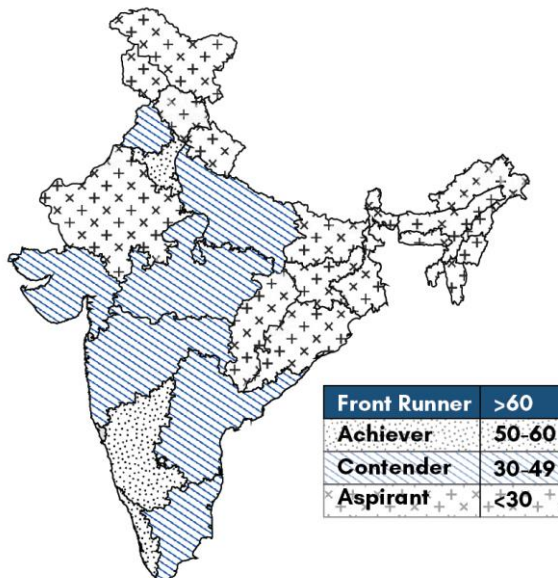 Front Runner >60
Achiever 50-60
Contender 30-49
Aspirant <30